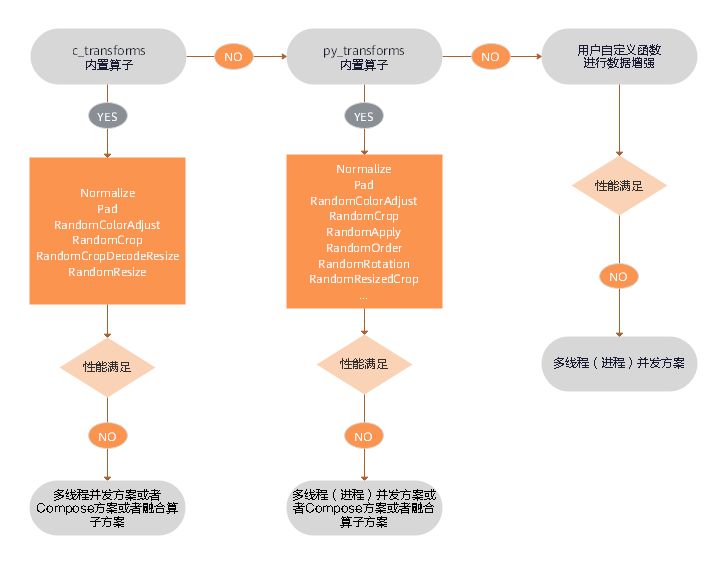 c_transforms
内置算子
NO
py_transforms
内置算子
NO
用户自定义函数
进行数据增强
YES
Normalize
Pad
RandomColorAdjust
RandomCrop
RandomCropDecodeResize
RandomResize
性能满足
NO
多线程并发方案或者
Compose方案或者融合算
子方案
YES
Normalize
Pad
RandomColorAdjust
RandomCrop
RandomApply
RandomOrder
RandomRotation
RandomResizedCrop
...
性能满足
NO
多线程（进程）并发方案或
者Compose方案或者融合
算子方案
性能满足
NO
多线程（进程）并发方案